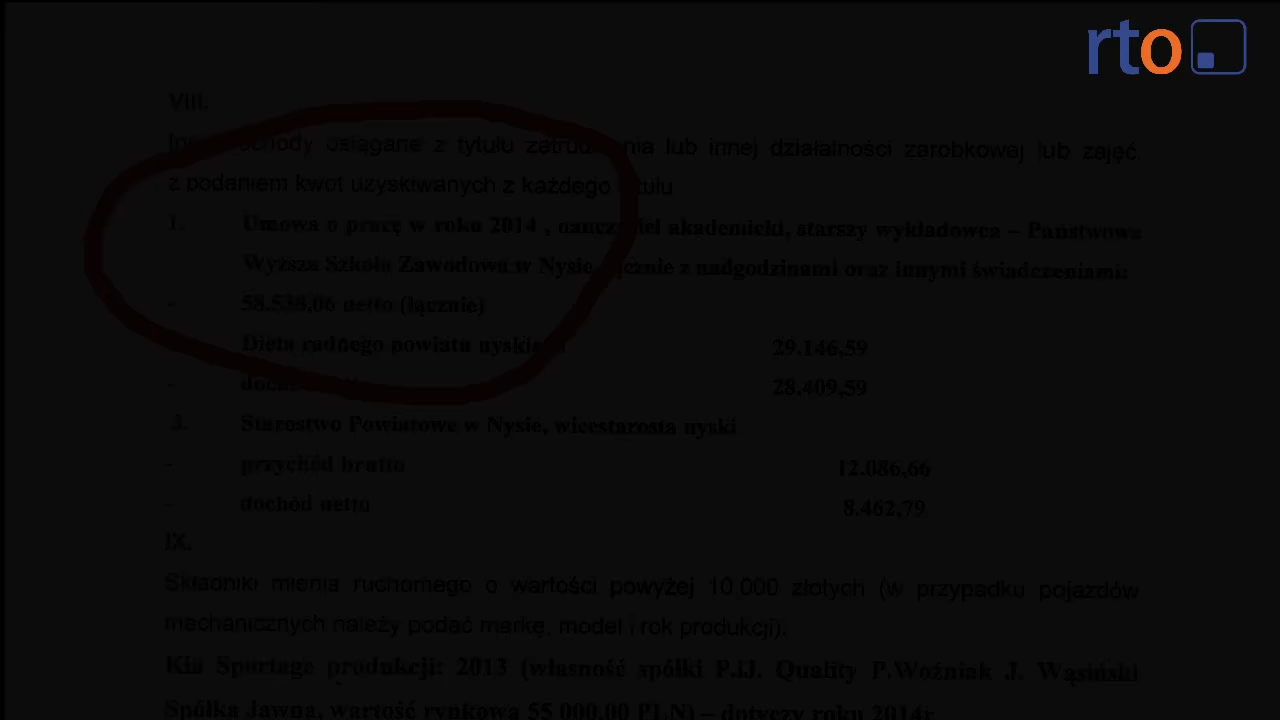 rto
VIII.
dochody osiągane z tytułu zatrudnienia lub innej działalności zarobkowej lub zajęć,
z podaniem kwot uzyskiwanych z każdego tytułu
1. Umowa o pracę w roku 2014 , nauczyciel akademicki, starszy wykładowca – Państwowa
Wyższa Szkoła Zawodowa w Nysie łącznie z nadgodzinami oraz innymi świadczeniami:
- 58.538,06 netto (łącznie)
Dieta radnego powiatu nyskiego 29.146,59
- 28.409,59
3. Starostwo Powiatowe w Nysie, wicestarosta nyski
- przychód brutto 12.086,66
- dochód netto 8.462,79
IX.
Składniki mienia ruchomego o wartości powyżej 10.000 złotych (w przypadku pojazdów
mechanicznych należy podać markę, model i rok produkcji).
Kia Sportage produkcji: 2013 (własność spółki P.IJ. Quality P.Woźniak J. Wąsiński
Spółka Jawna, wartość rynkowa 55 000,00 PLN) – dotyczy roku 2014r